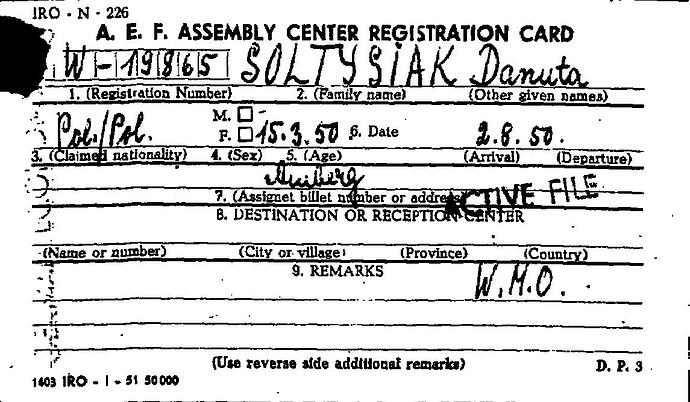 IRO - N - 226
A. E. F. ASSEMBLY CENTER REGISTRATION CARD
W-19865 SOLTYSIAK Danuta
1. (Registration Number) 2. (Family name) (Other given names)
M. □
Pol./Pol. F. □ 15.3.50 6. Date 2.8.50.
3. (Claimed nationality) 4. (Sex) 5. (Age) (Arrival) (Departure)
7. (Assignet billet number or address
ACTIVE FILE
8. DESTINATION OR RECEPTION CENTER
(Name or number) (City or village) (Province) (Country)
9. REMARKS
W.M.O.
(Use reverse side additional remarks) D. P. 3
1403 IRO - I - 51 50000